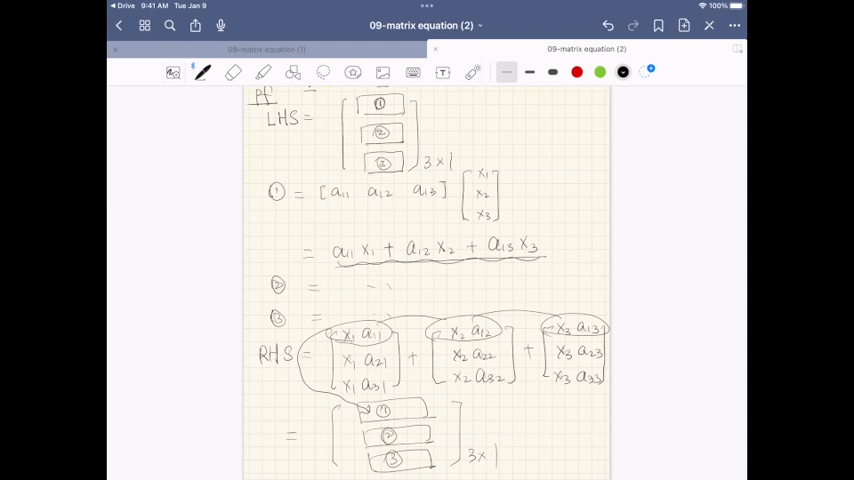 Drive 9:41 AM Tue Jan 9 100%
09-matrix equation (2)
09-matrix equation (1) 09-matrix equation (2)
Pf
LHS = [ ① ② ③ ] 3×1
① = [a11 a12 a13] [x1 x2 x3]
= a11 x1 + a12 x2 + a13 x3
② = ..
③ = ..
RHS = [x1 a11 x1 a21 x1 a31] + [x2 a12 x2 a22 x2 a32] + [x3 a13 x3 a23 x3 a33]
= [ ① ② ③ ] 3×1